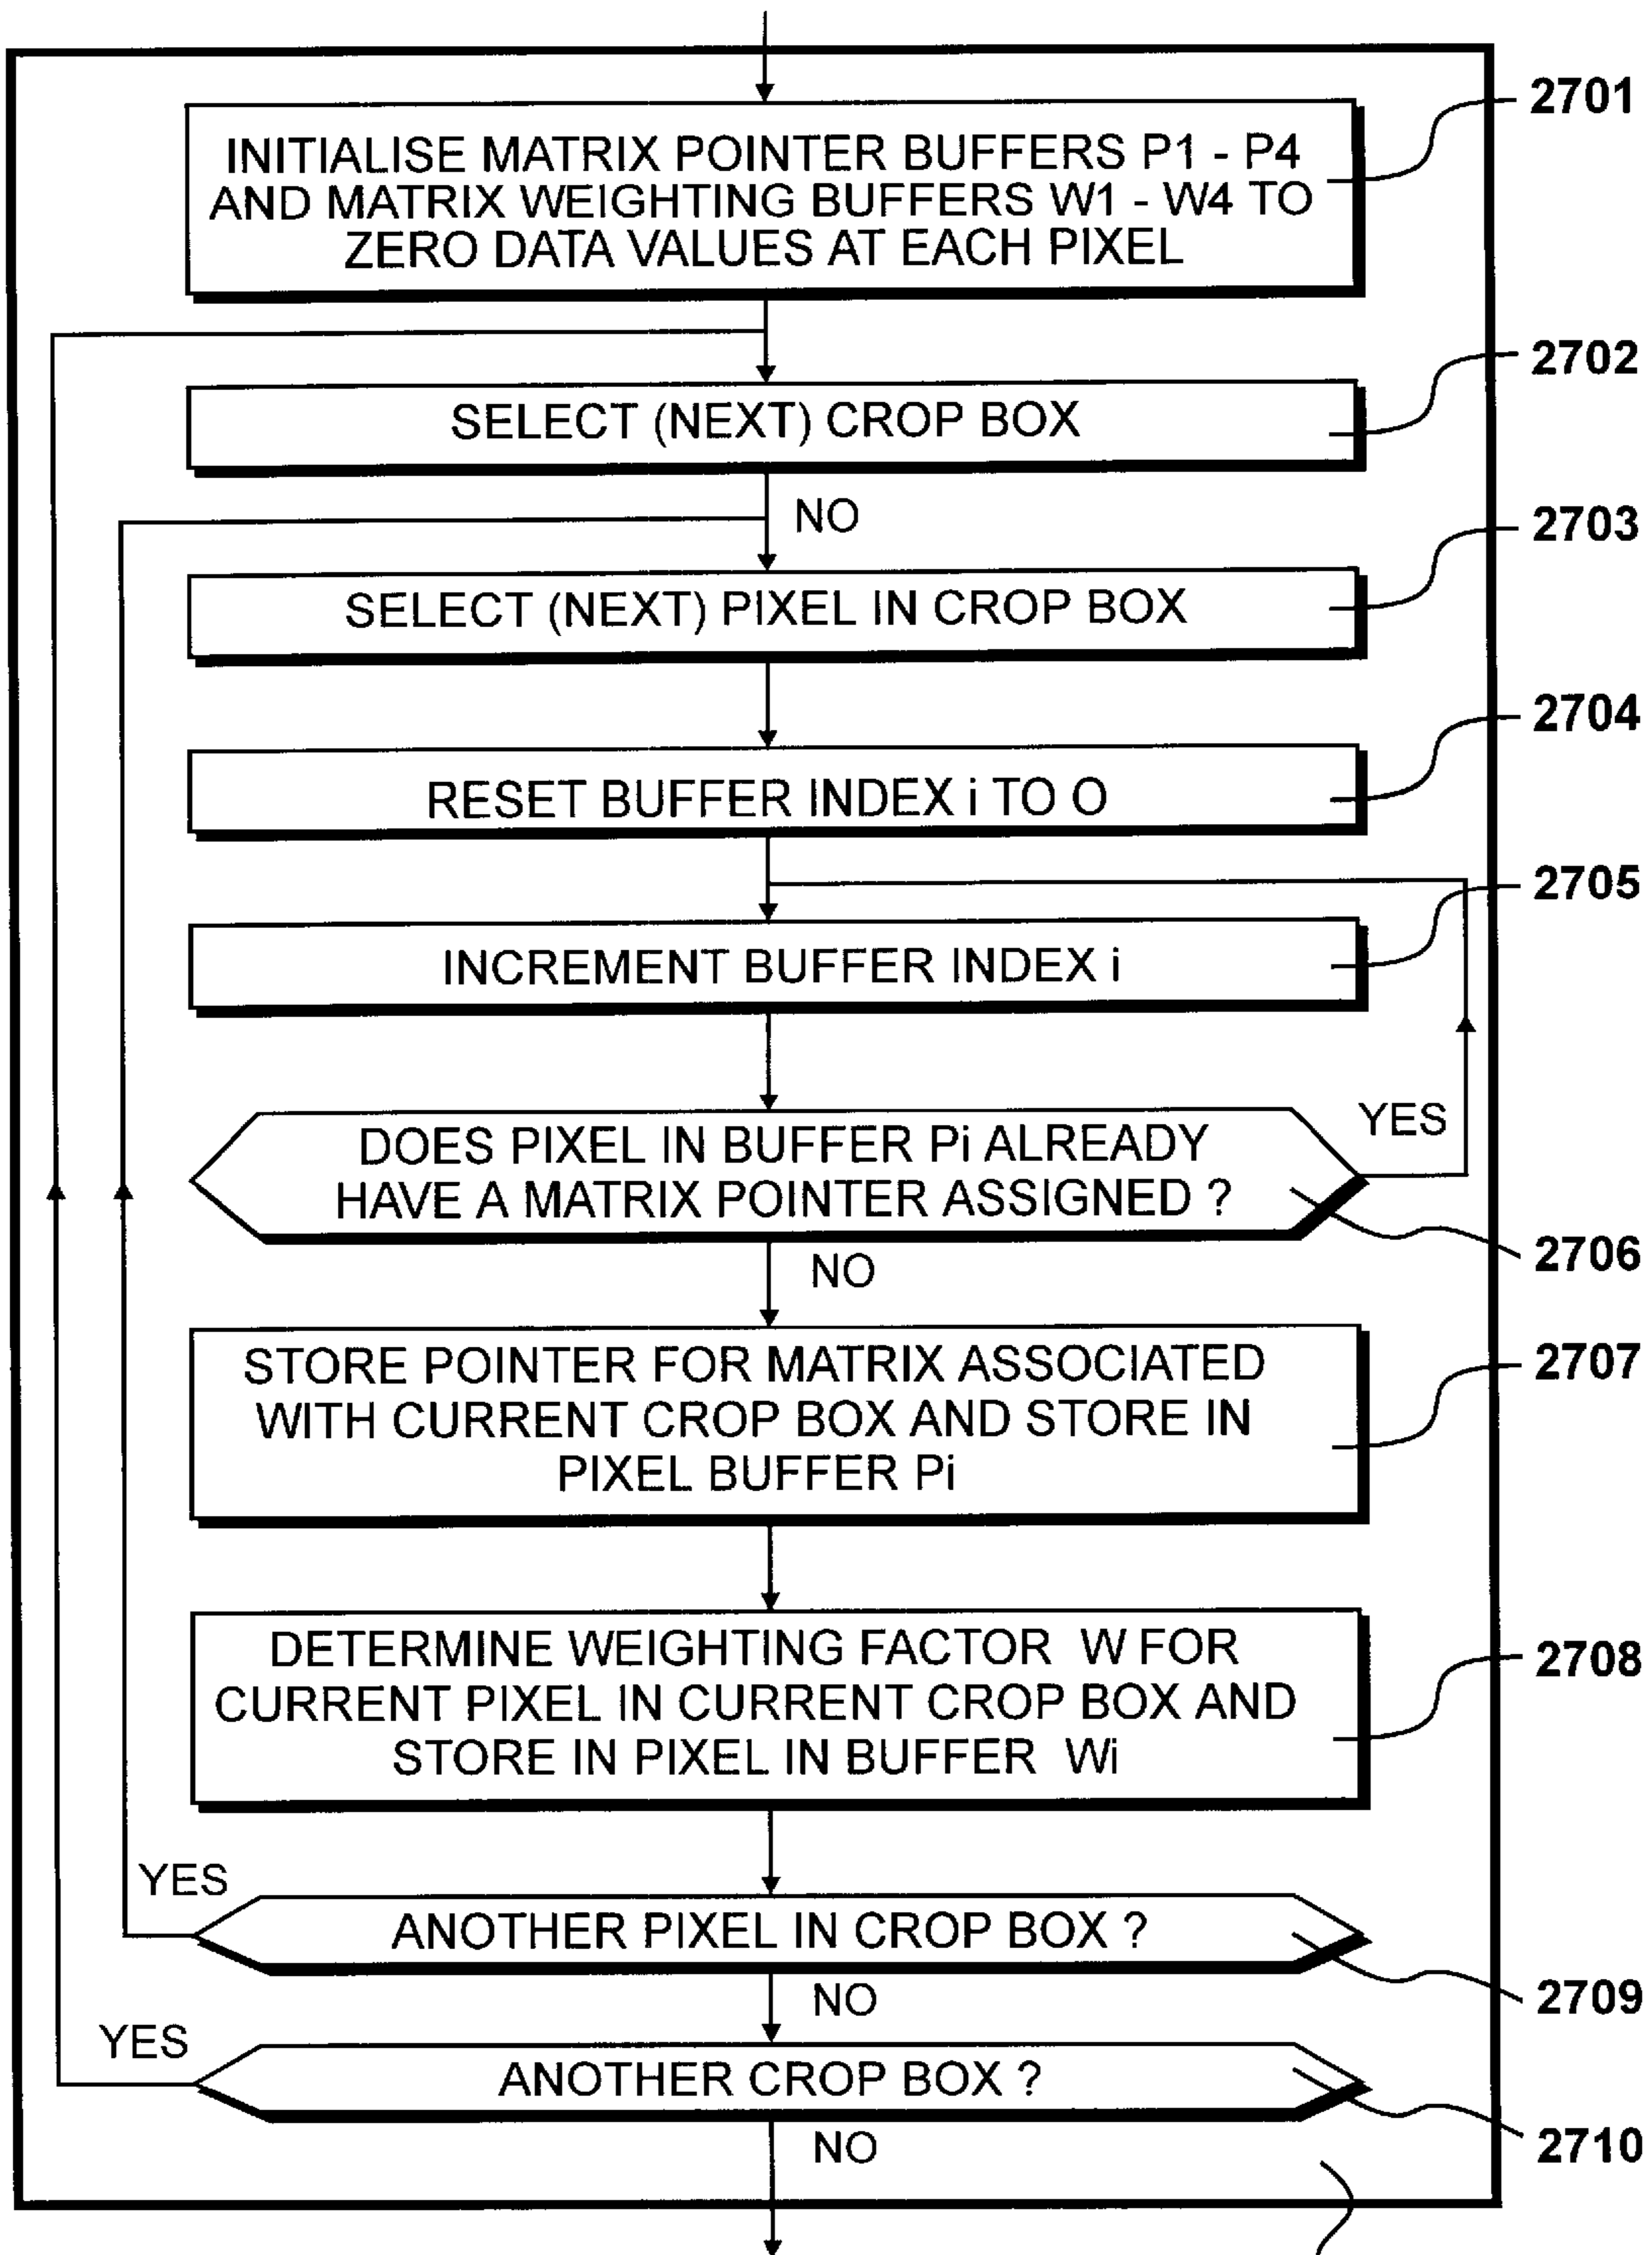 2701
INITIALISE MATRIX POINTER BUFFERS P1 - P4
AND MATRIX WEIGHTING BUFFERS W1 - W4 TO
ZERO DATA VALUES AT EACH PIXEL
2702
SELECT (NEXT) CROP BOX
NO
2703
SELECT (NEXT) PIXEL IN CROP BOX
2704
RESET BUFFER INDEX i TO O
2705
INCREMENT BUFFER INDEX i
YES
DOES PIXEL IN BUFFER Pi ALREADY
HAVE A MATRIX POINTER ASSIGNED ?
2706
NO
STORE POINTER FOR MATRIX ASSOCIATED
WITH CURRENT CROP BOX AND STORE IN
PIXEL BUFFER Pi
2707
DETERMINE WEIGHTING FACTOR W FOR
CURRENT PIXEL IN CURRENT CROP BOX AND
STORE IN PIXEL IN BUFFER Wi
2708
YES
ANOTHER PIXEL IN CROP BOX ?
2709
NO
YES
ANOTHER CROP BOX ?
2710
NO